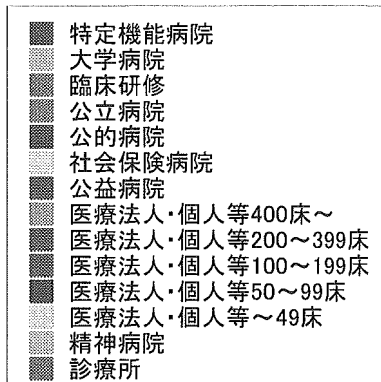 特定機能病院
大学病院
臨床研修
公立病院
公的病院
社会保険病院
公益病院
医療法人・個人等400床～
医療法人・個人等200～399床
医療法人・個人等100～199床
医療法人・個人等50～99床
医療法人・個人等～49床
精神病院
診療所